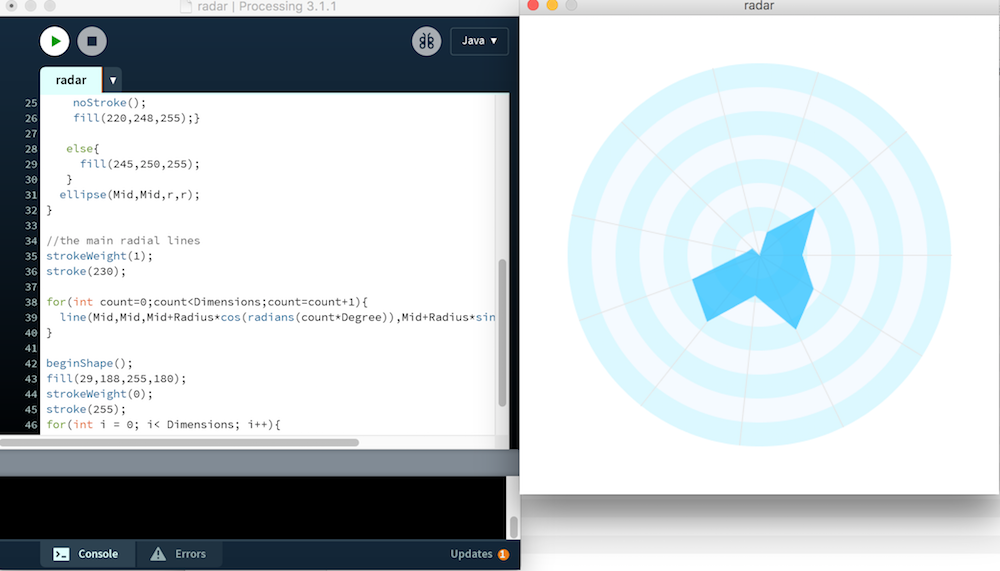 radar | Processing 3.1.1
radar
Java ▼
radar ▼
25 noStroke();
26 fill(220,248,255);}
27
28 else{
29 fill(245,250,255);
30 }
31 ellipse(Mid,Mid,r,r);
32 }
33
34 //the main radial lines
35 strokeWeight(1);
36 stroke(230);
37
38 for(int count=0;count<Dimensions;count=count+1){
39 line(Mid,Mid,Mid+Radius*cos(radians(count*Degree)),Mid+Radius*sin
40 }
41
42 beginShape();
43 fill(29,188,255,180);
44 strokeWeight(0);
45 stroke(255);
46 for(int i = 0; i< Dimensions; i++){
Console
Errors
Updates 1